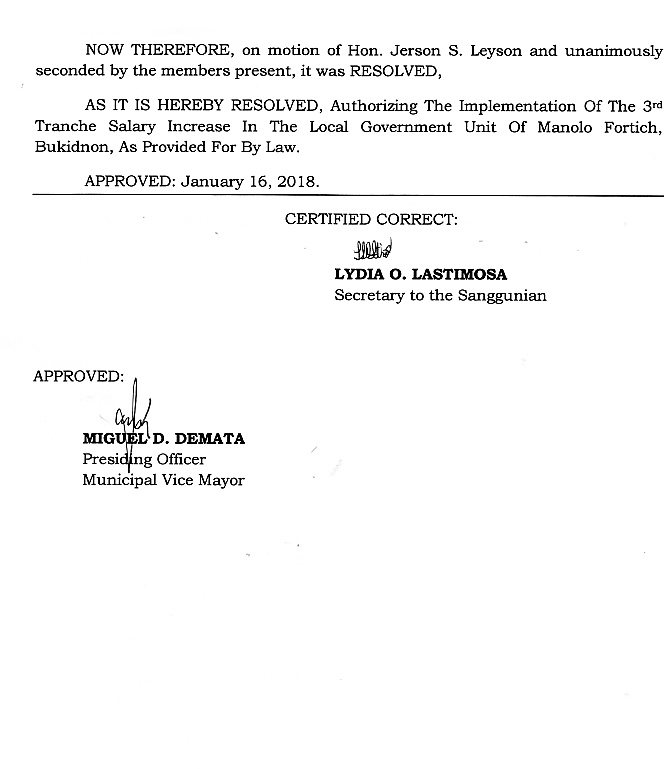 NOW THEREFORE, on motion of Hon. Jerson S. Leyson and unanimously
seconded by the members present, it was RESOLVED,
AS IT IS HEREBY RESOLVED, Authorizing The Implementation Of The 3rd
Tranche Salary Increase In The Local Government Unit Of Manolo Fortich,
Bukidnon, As Provided For By Law.
APPROVED: January 16, 2018.
CERTIFIED CORRECT:
LYDIA O. LASTIMOSA
Secretary to the Sanggunian
APPROVED:
MIGUEL D. DEMATA
Presiding Officer
Municipal Vice Mayor